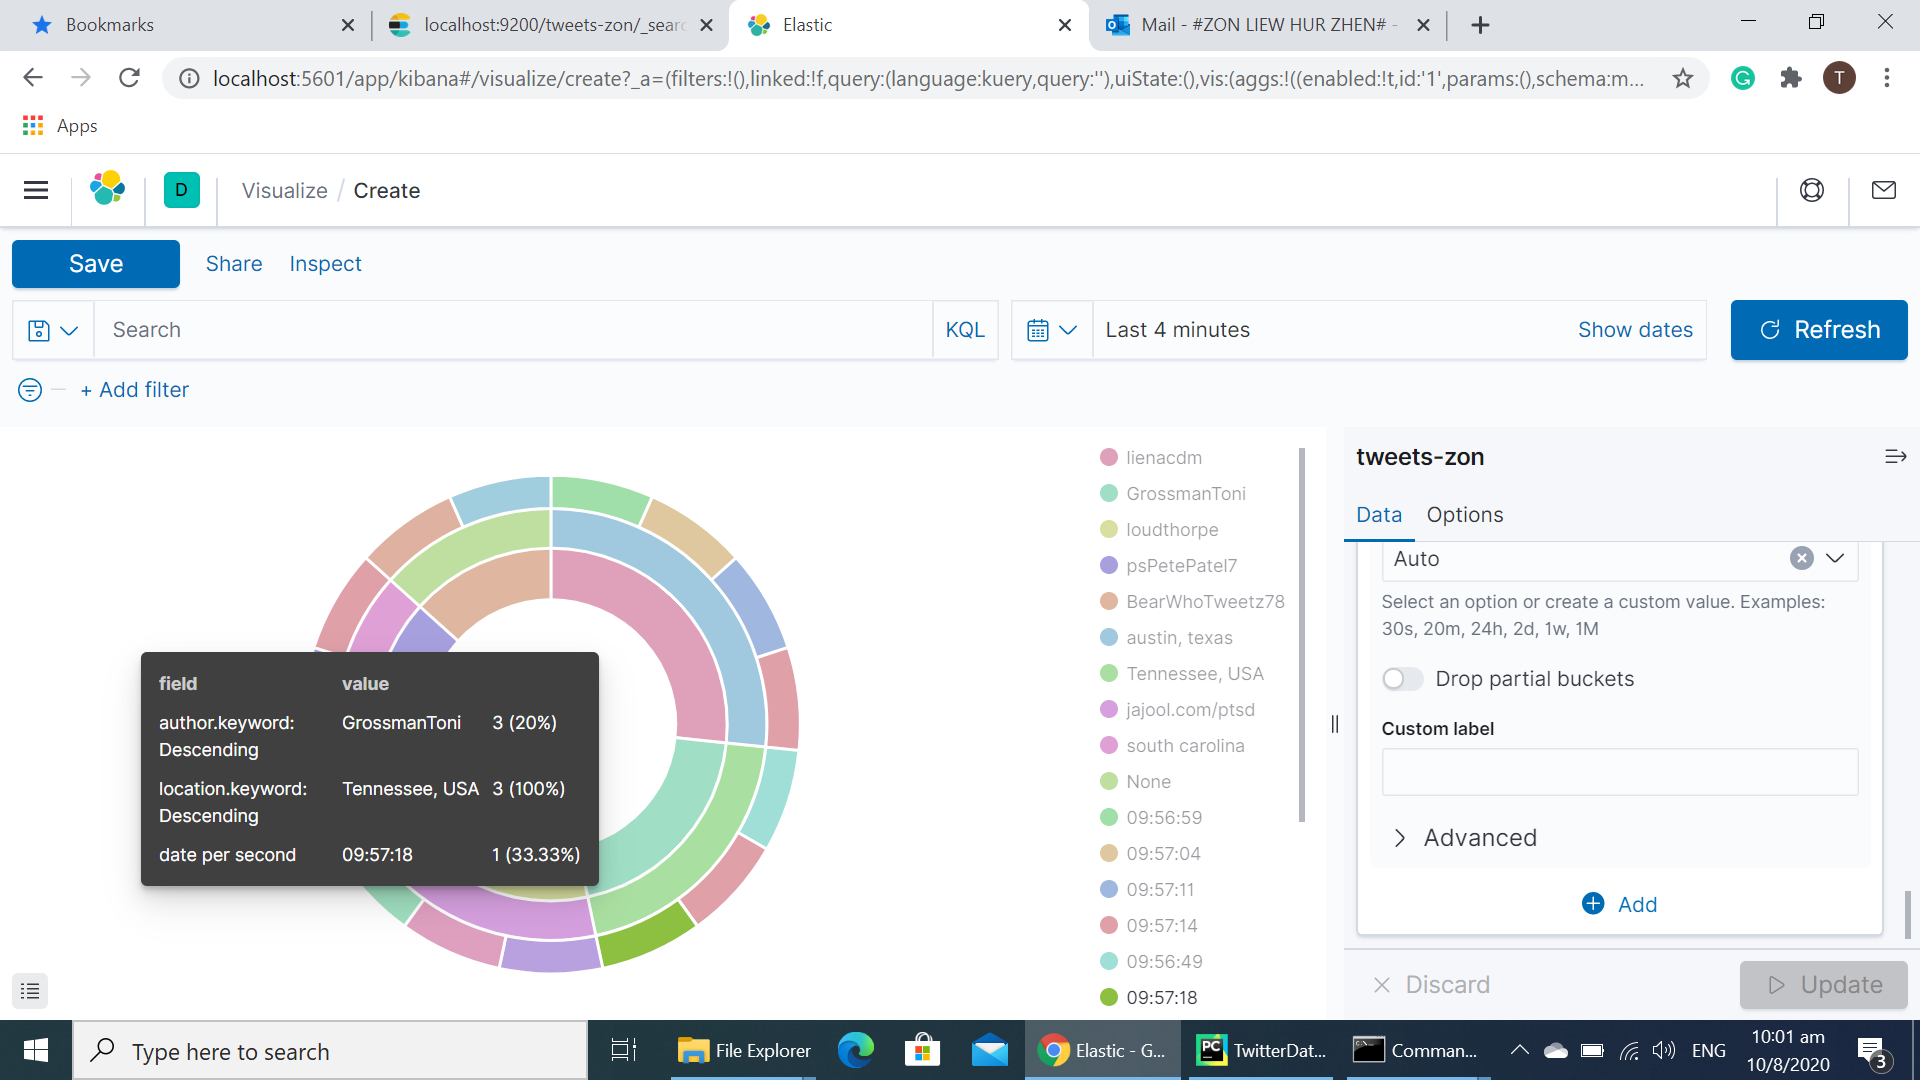 Bookmarks
localhost:9200/tweets-zon/_searc
Elastic
Mail - #ZON LIEW HUR ZHEN# -
localhost:5601/app/kibana#/visualize/create?_a=(filters:!(),linked:!f,query:(language:kuery,query:''),uiState:(),vis:(aggs:!((enabled:!t,id:'1',params:(),schema:m...
T
Apps
D
Visualize / Create
Save
Share
Inspect
Search
KQL
Last 4 minutes
Show dates
Refresh
+ Add filter
lienacdm
GrossmanToni
loudthorpe
psPetePatel7
BearWhoTweetz78
austin, texas
Tennessee, USA
jajool.com/ptsd
south carolina
None
09:56:59
09:57:04
09:57:11
09:57:14
09:56:49
09:57:18
field value
author.keyword: Descending GrossmanToni 3 (20%)
location.keyword: Descending Tennessee, USA 3 (100%)
date per second 09:57:18 1 (33.33%)
tweets-zon
Data
Options
Auto
Select an option or create a custom value. Examples:
30s, 20m, 24h, 2d, 1w, 1M
Drop partial buckets
Custom label
Advanced
Add
Discard
Update
Type here to search
File Explorer
Elastic - G...
PC
TwitterDat...
Comman...
ENG
10:01 am
10/8/2020
3